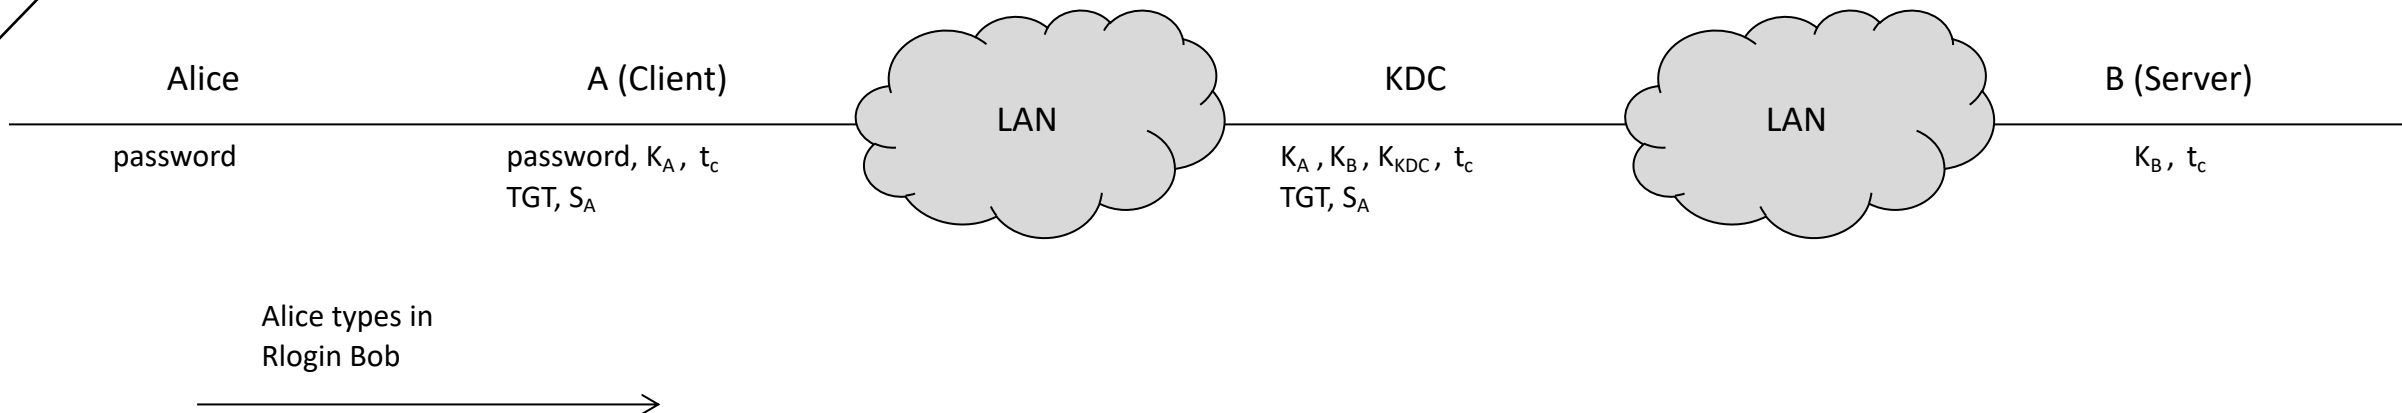 Alice
A (Client)
LAN
KDC
LAN
B (Server)
password
password, K_A , t_c
TGT, S_A
K_A , K_B , K_KDC , t_c
TGT, S_A
K_B , t_c
Alice types in
Rlogin Bob